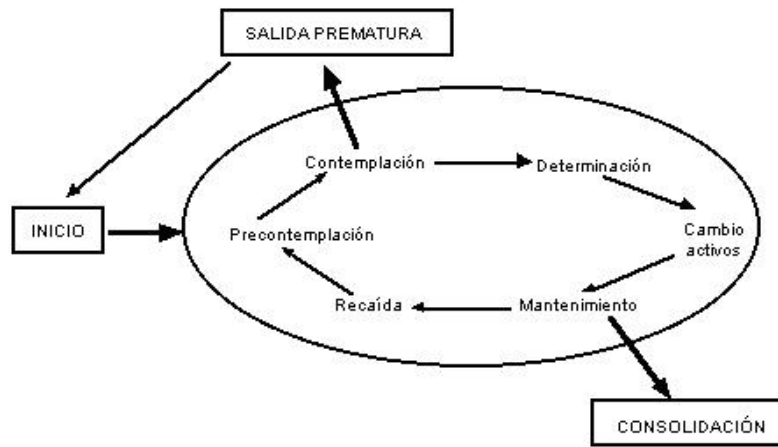 SALIDA PREMATURA
Contemplación
Determinación
INICIO
Precontemplación
Cambio
activos
Recaída
Mantenimiento
CONSOLIDACIÓN